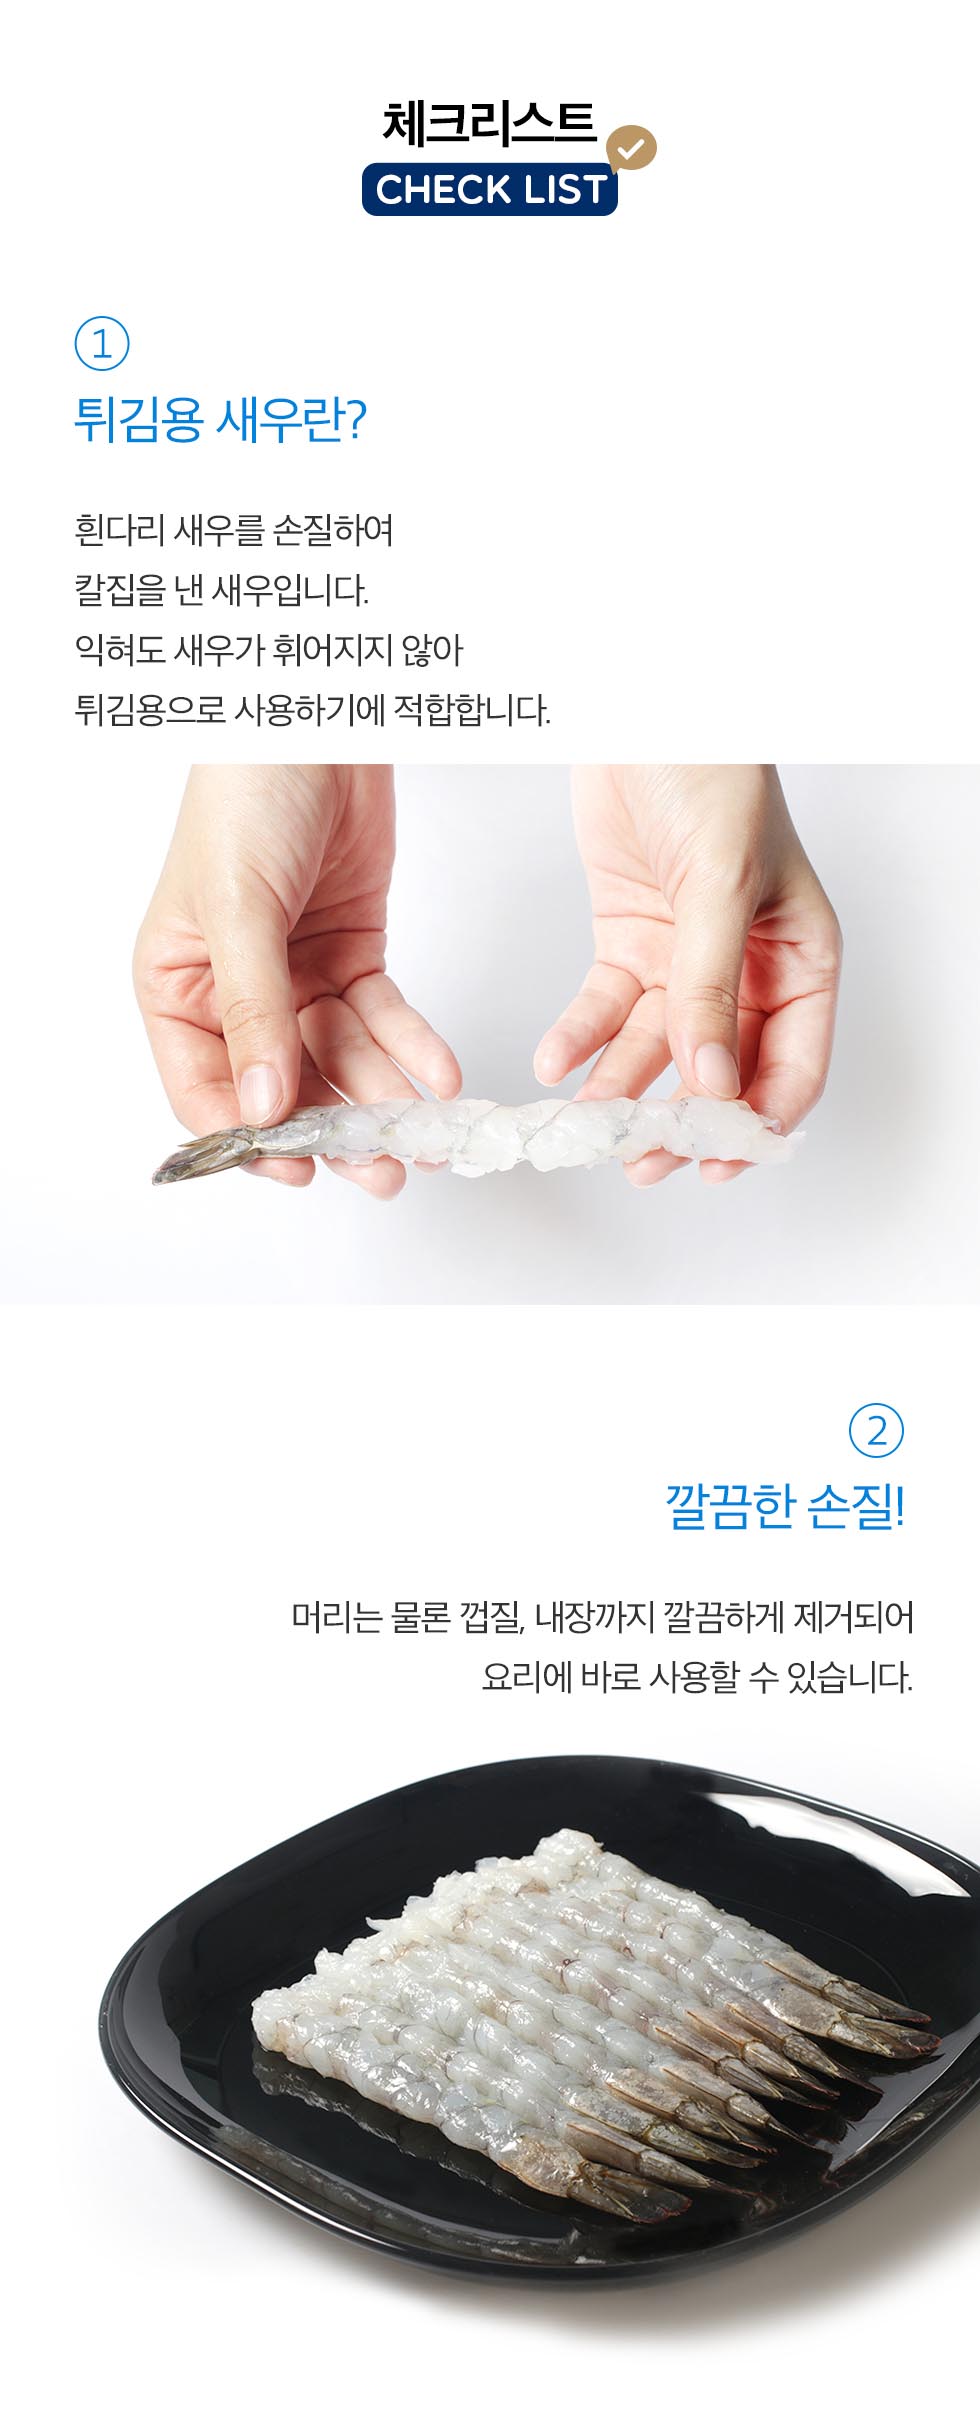 체크리스트
CHECK LIST
1
튀김용 새우란?
흰다리 새우를 손질하여
칼집을 낸 새우입니다.
익혀도 새우가 휘어지지 않아
튀김용으로 사용하기에 적합합니다.
2
깔끔한 손질!
머리는 물론 껍질, 내장까지 깔끔하게 제거되어
요리에 바로 사용할 수 있습니다.